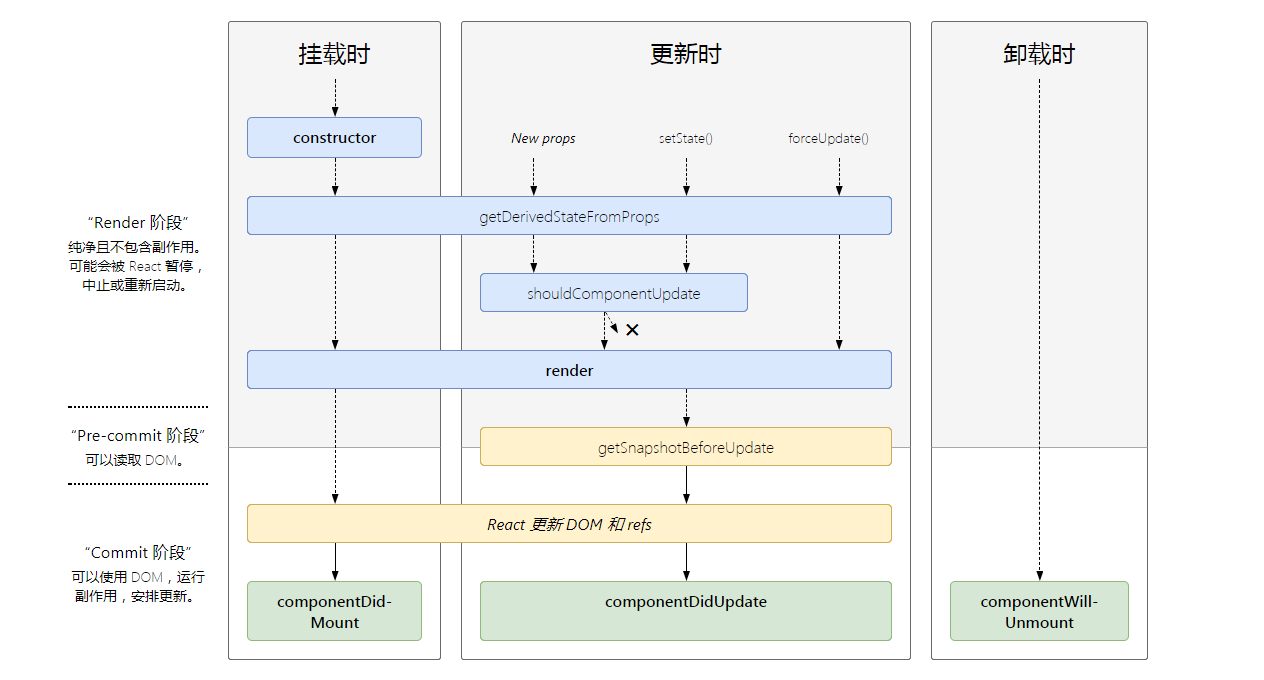 挂载时
更新时
卸载时
constructor
New props
setState()
forceUpdate()
“Render 阶段”
纯净且不包含副作用。
可能会被 React 暂停，
中止或重新启动。
getDerivedStateFromProps
shouldComponentUpdate
✕
render
“Pre-commit 阶段”
可以读取 DOM。
getSnapshotBeforeUpdate
React 更新 DOM 和 refs
“Commit 阶段”
可以使用 DOM，运行
副作用，安排更新。
componentDid-
Mount
componentDidUpdate
componentWill-
Unmount